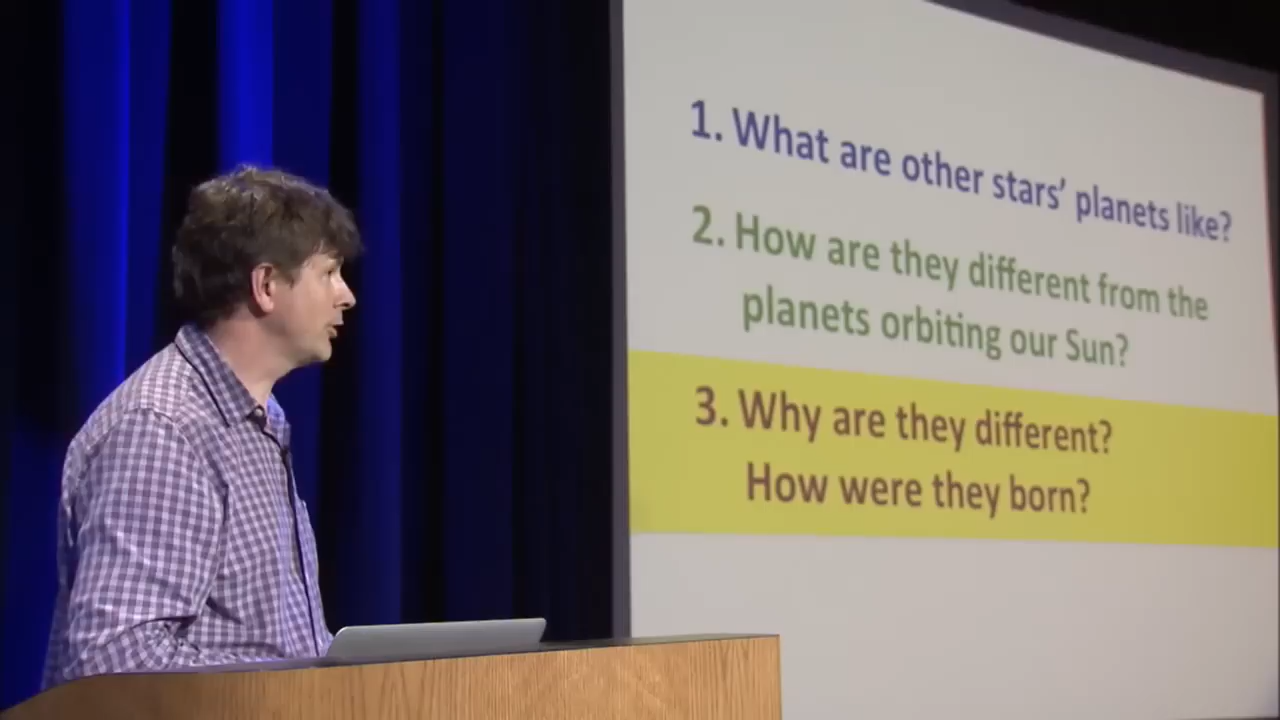 1. What are other stars’ planets like?
2. How are they different from the
planets orbiting our Sun?
3. Why are they different?
How were they born?